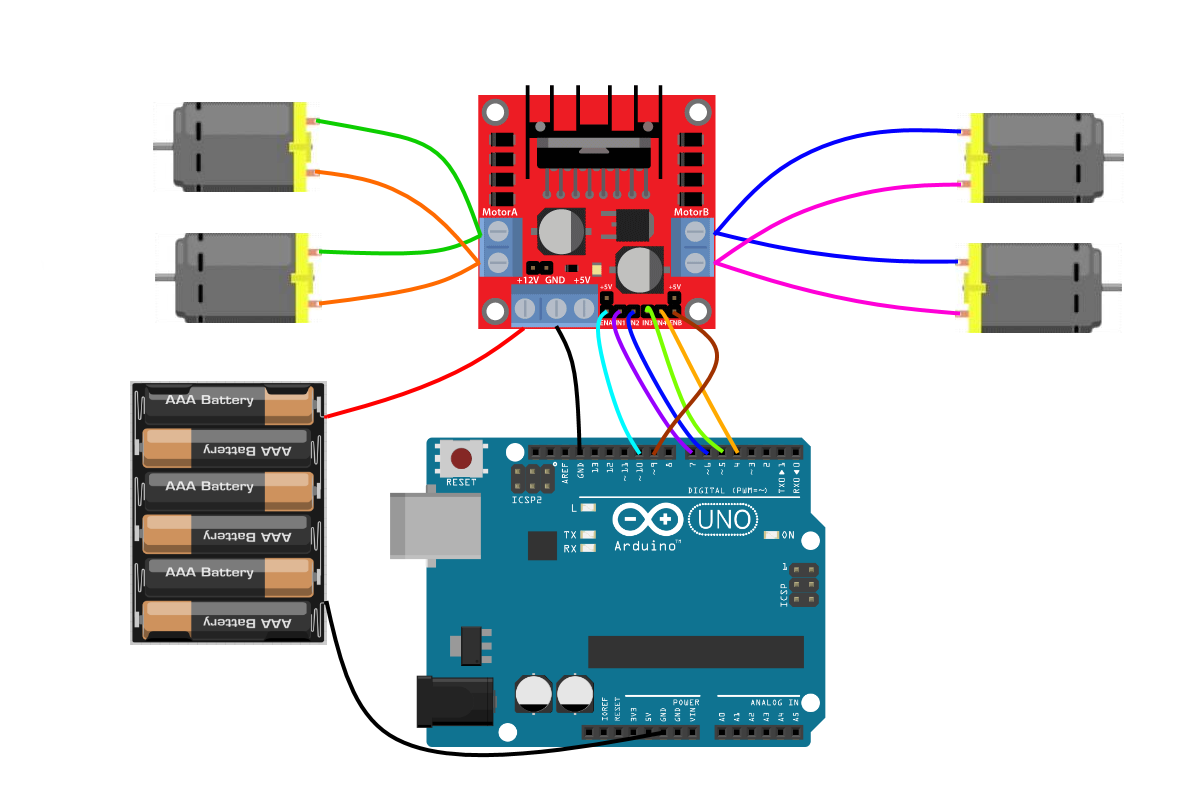 MotorA
MotorB
+12V GND +5V
+5V
+5V
ENA IN1 IN2 IN3 IN4 ENB
AAA Battery
AAA Battery
AAA Battery
AAA Battery
AAA Battery
AAA Battery
RESET
ICSP2
AREF
GND
13
12
~11
~10
~9
8
7
~6
~5
4
~3
2
TX0▶1
RX0◀0
DIGITAL (PWM=~)
L
TX
RX
Arduino™
UNO
ON
1
ICSP
POWER
ANALOG IN
IOREF
RESET
3V3
5V
GND
GND
VIN
A0
A1
A2
A3
A4
A5